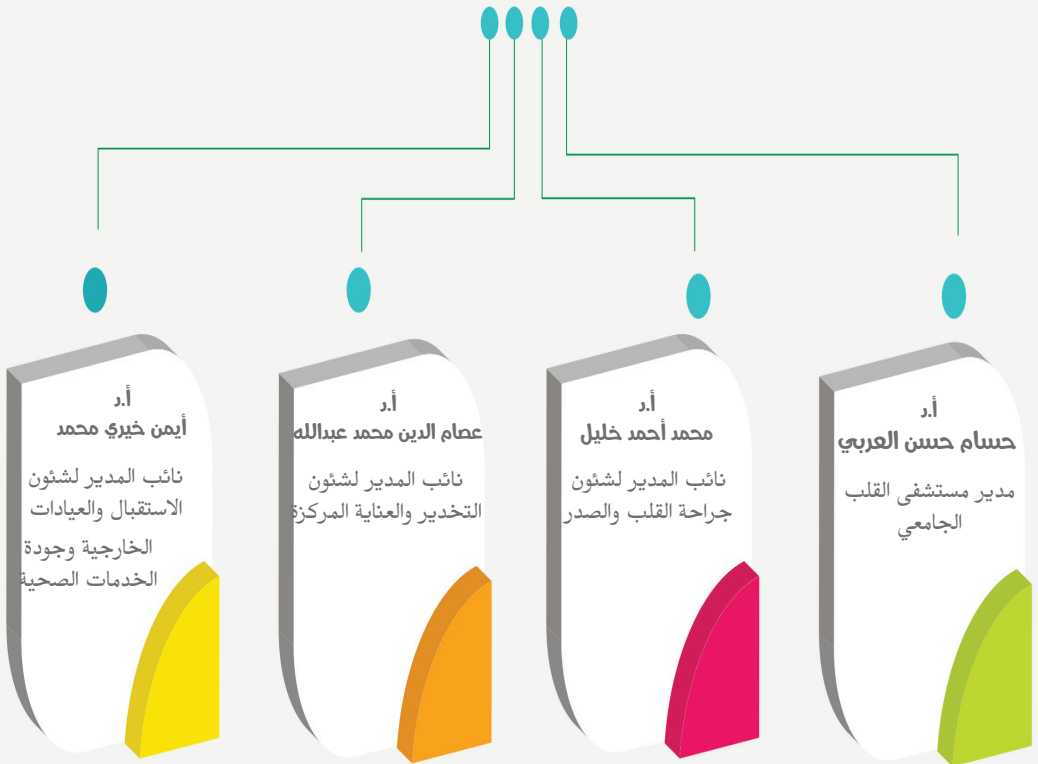 أ.د
حسام حسن العربي
مدير مستشفى القلب
الجامعي
أ.د
محمد أحمد خليل
نائب المدير لشئون
جراحة القلب والصدر
أ.د
عصام الدين محمد عبدالله
نائب المدير لشئون
التخدير والعناية المركزة
أ.د
أيمن خيري محمد
نائب المدير لشئون
الاستقبال والعيادات
الخارجية وجودة
الخدمات الصحية